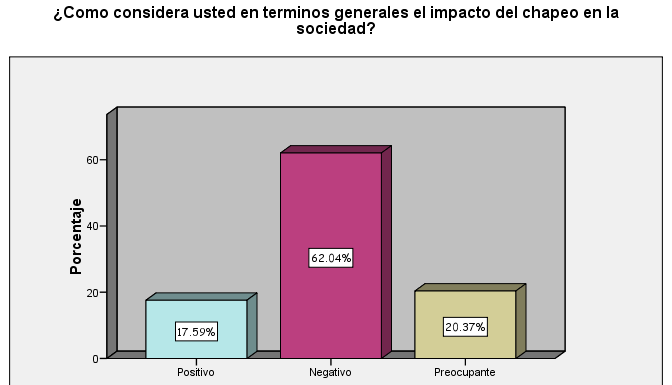 ¿Como considera usted en terminos generales el impacto del chapeo en la
sociedad?
Porcentaje
60
40
20
0
17.59%
62.04%
20.37%
Positivo
Negativo
Preocupante